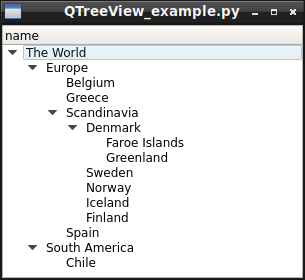 QTreeView_example.py
name
The World
Europe
Belgium
Greece
Scandinavia
Denmark
Faroe Islands
Greenland
Sweden
Norway
Iceland
Finland
Spain
South America
Chile